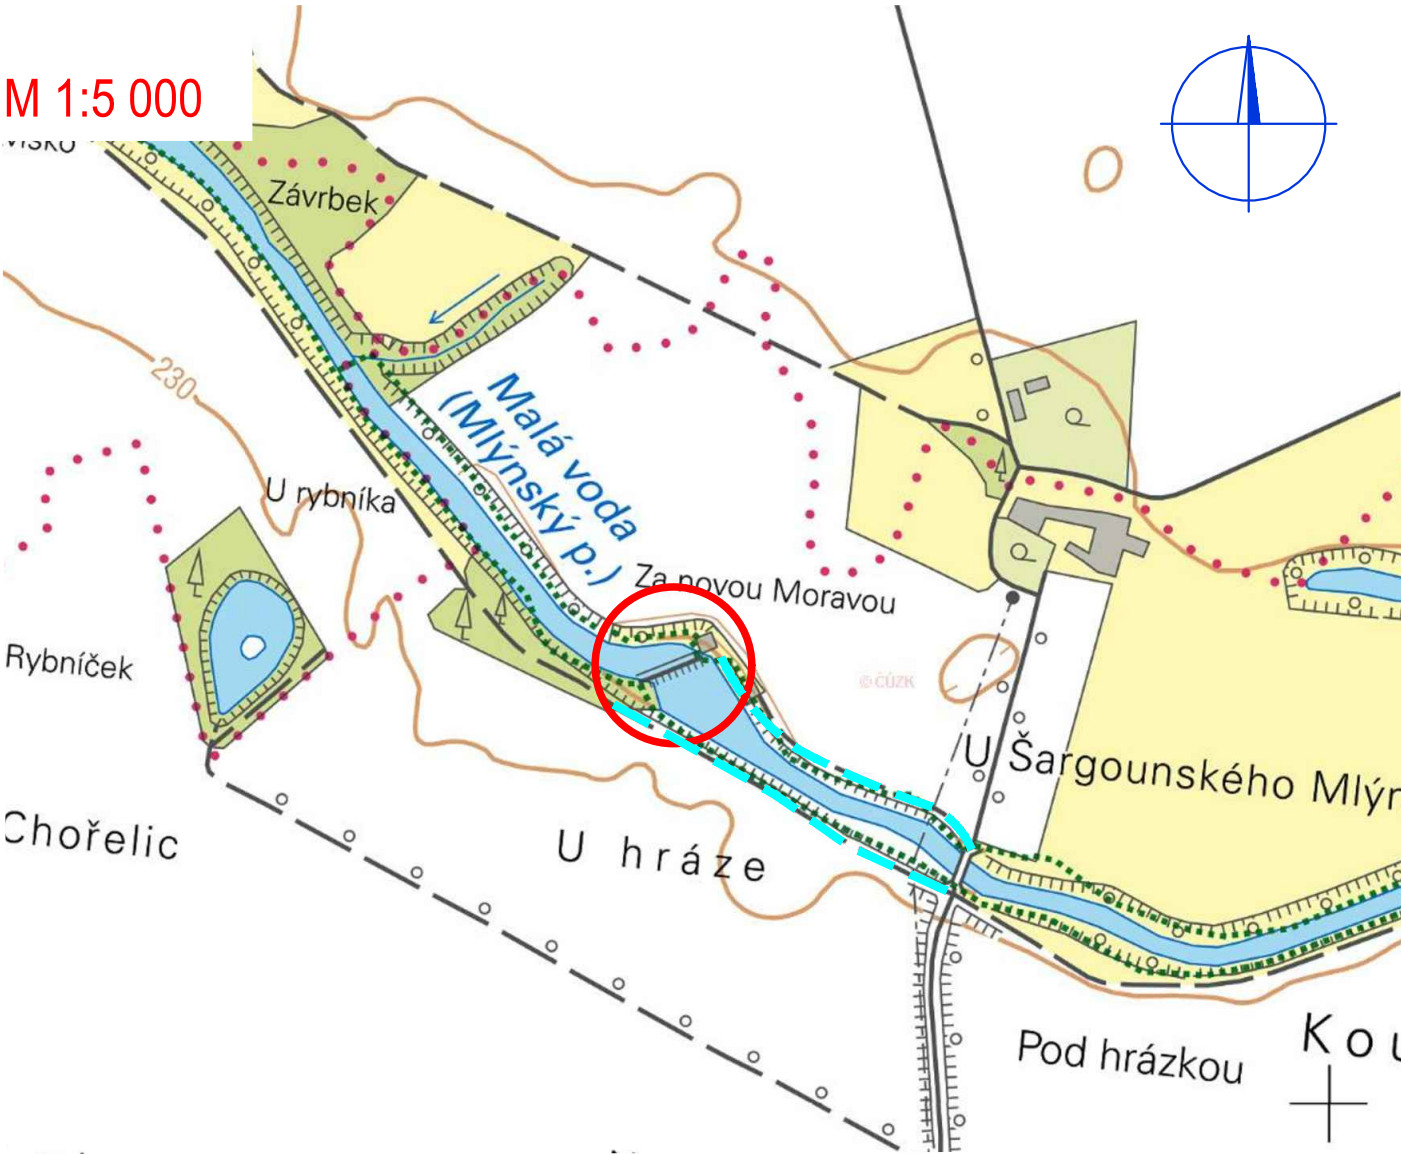 M 1:5 000
Závrbek
230
Malá voda
(Mlýnský p.)
U rybníka
Za novou Moravou
Rybníček
© ČÚZK
U Šargounského Mlýn
Chořelic
U hráze
Pod hrázkou
Kou